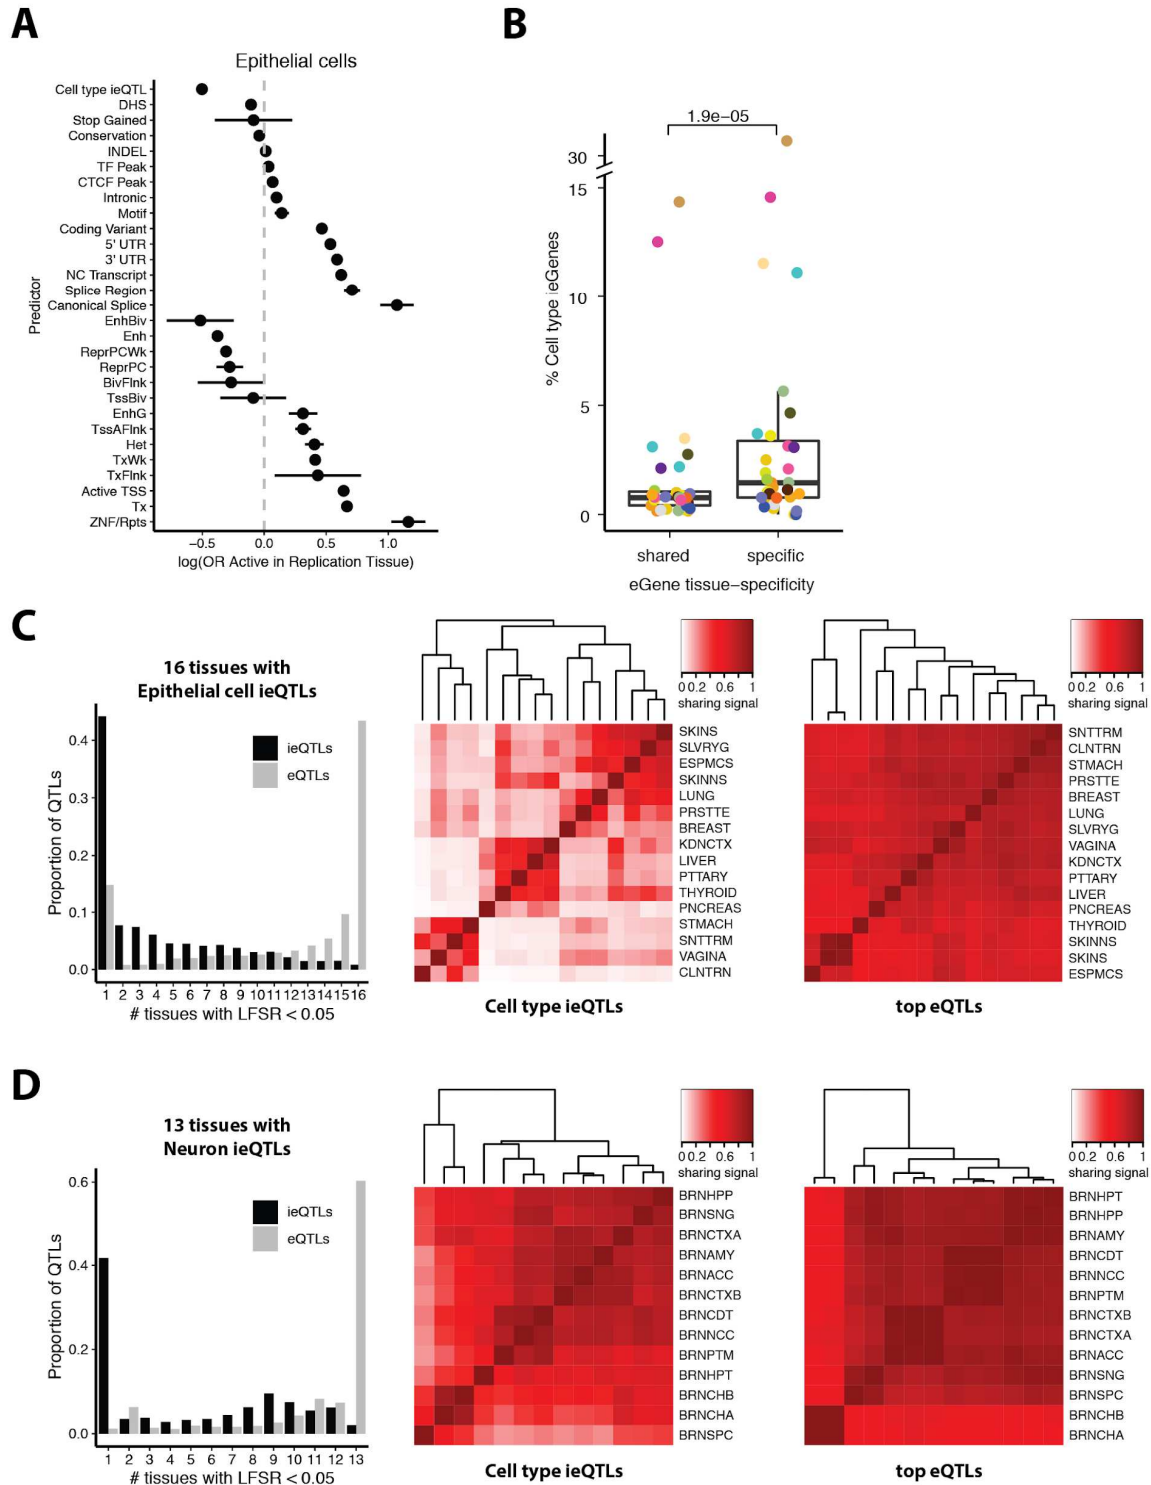 A
Epithelial cells
Predictor
Cell type ieQTL
DHS
Stop Gained
Conservation
INDEL
TF Peak
CTCF Peak
Intronic
Motif
Coding Variant
5' UTR
3' UTR
NC Transcript
Splice Region
Canonical Splice
EnhBiv
Enh
ReprPCWk
ReprPC
BivFlnk
TssBiv
EnhG
TssAFlnk
Het
TxWk
TxFlnk
Active TSS
Tx
ZNF/Rpts
−0.5 0.0 0.5 1.0
log(OR Active in Replication Tissue)
B
1.9e−05
% Cell type ieGenes
30
15
10
5
0
shared specific
eGene tissue−specificity
C
16 tissues with
Epithelial cell ieQTLs
ieQTLs
eQTLs
Proportion of QTLs
0.4
0.3
0.2
0.1
0.0
1 2 3 4 5 6 7 8 9 10 11 12 13 14 15 16
# tissues with LFSR < 0.05
0 0.2 0.6 1
sharing signal
SKINS
SLVRYG
ESPMCS
SKINNS
LUNG
PRSTTE
BREAST
KDNCTX
LIVER
PTTARY
THYROID
PNCREAS
STMACH
SNTTRM
VAGINA
CLNTRN
Cell type ieQTLs
0 0.2 0.6 1
sharing signal
SNTTRM
CLNTRN
STMACH
PRSTTE
BREAST
LUNG
SLVRYG
VAGINA
KDNCTX
PTTARY
LIVER
PNCREAS
THYROID
SKINNS
SKINS
ESPMCS
top eQTLs
D
13 tissues with
Neuron ieQTLs
ieQTLs
eQTLs
Proportion of QTLs
0.6
0.4
0.2
0.0
1 2 3 4 5 6 7 8 9 10 11 12 13
# tissues with LFSR < 0.05
0 0.2 0.6 1
sharing signal
BRNHPP
BRNSNG
BRNCTXA
BRNAMY
BRNACC
BRNCTXB
BRNCDT
BRNNCC
BRNPTM
BRNHPT
BRNCHB
BRNCHA
BRNSPC
Cell type ieQTLs
0 0.2 0.6 1
sharing signal
BRNHPT
BRNHPP
BRNAMY
BRNCDT
BRNNCC
BRNPTM
BRNCTXB
BRNCTXA
BRNACC
BRNSNG
BRNSPC
BRNCHB
BRNCHA
top eQTLs